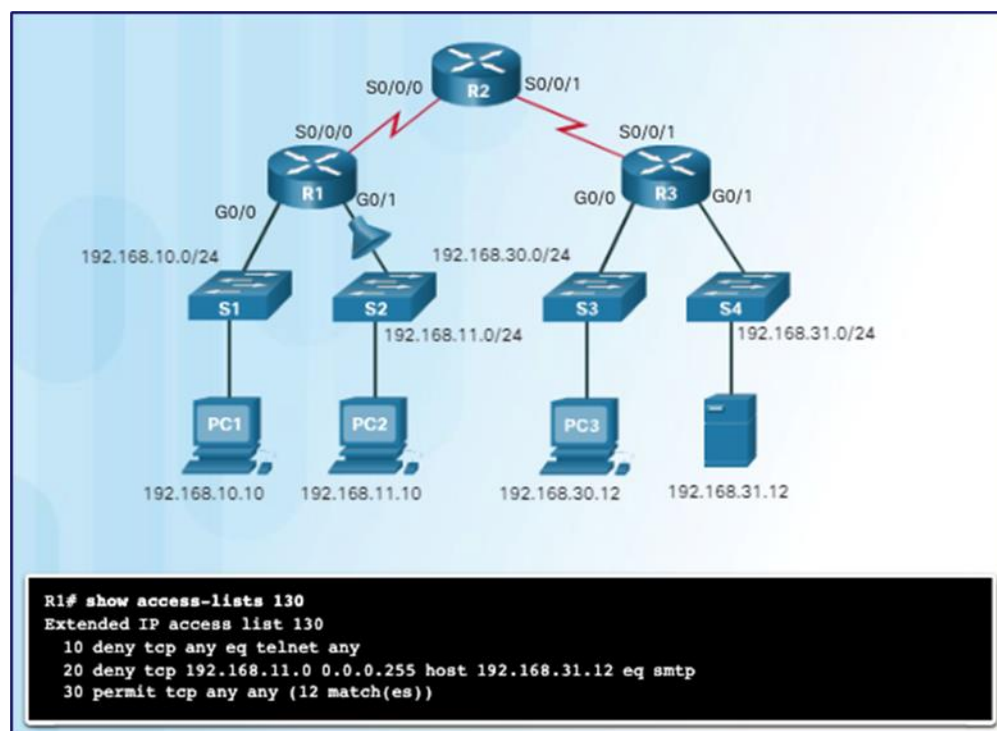 R2
S0/0/0
S0/0/1
S0/0/0
S0/0/1
R1
R3
G0/0
G0/1
G0/0
G0/1
192.168.10.0/24
192.168.30.0/24
S1
S2
S3
S4
192.168.11.0/24
192.168.31.0/24
PC1
PC2
PC3
192.168.10.10
192.168.11.10
192.168.30.12
192.168.31.12
R1# show access-lists 130
Extended IP access list 130
10 deny tcp any eq telnet any
20 deny tcp 192.168.11.0 0.0.0.255 host 192.168.31.12 eq smtp
30 permit tcp any any (12 match(es))